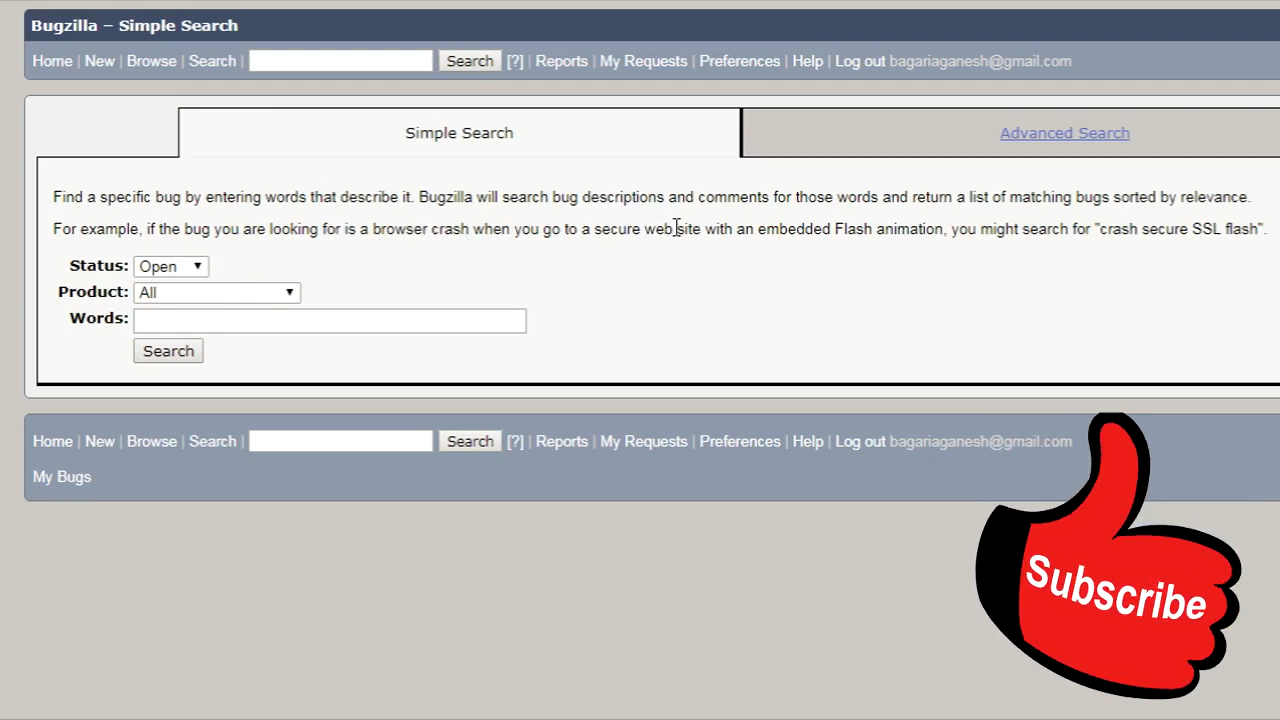 Bugzilla – Simple Search
Home | New | Browse | Search | Search [?] | Reports | My Requests | Preferences | Help | Log out bagariaganesh@gmail.com
Simple Search
Advanced Search
Find a specific bug by entering words that describe it. Bugzilla will search bug descriptions and comments for those words and return a list of matching bugs sorted by relevance.
For example, if the bug you are looking for is a browser crash when you go to a secure web site with an embedded Flash animation, you might search for "crash secure SSL flash".
Status: Open
Product: All
Words:
Search
Home | New | Browse | Search | Search [?] | Reports | My Requests | Preferences | Help | Log out bagariaganesh@gmail.com
My Bugs
Subscribe